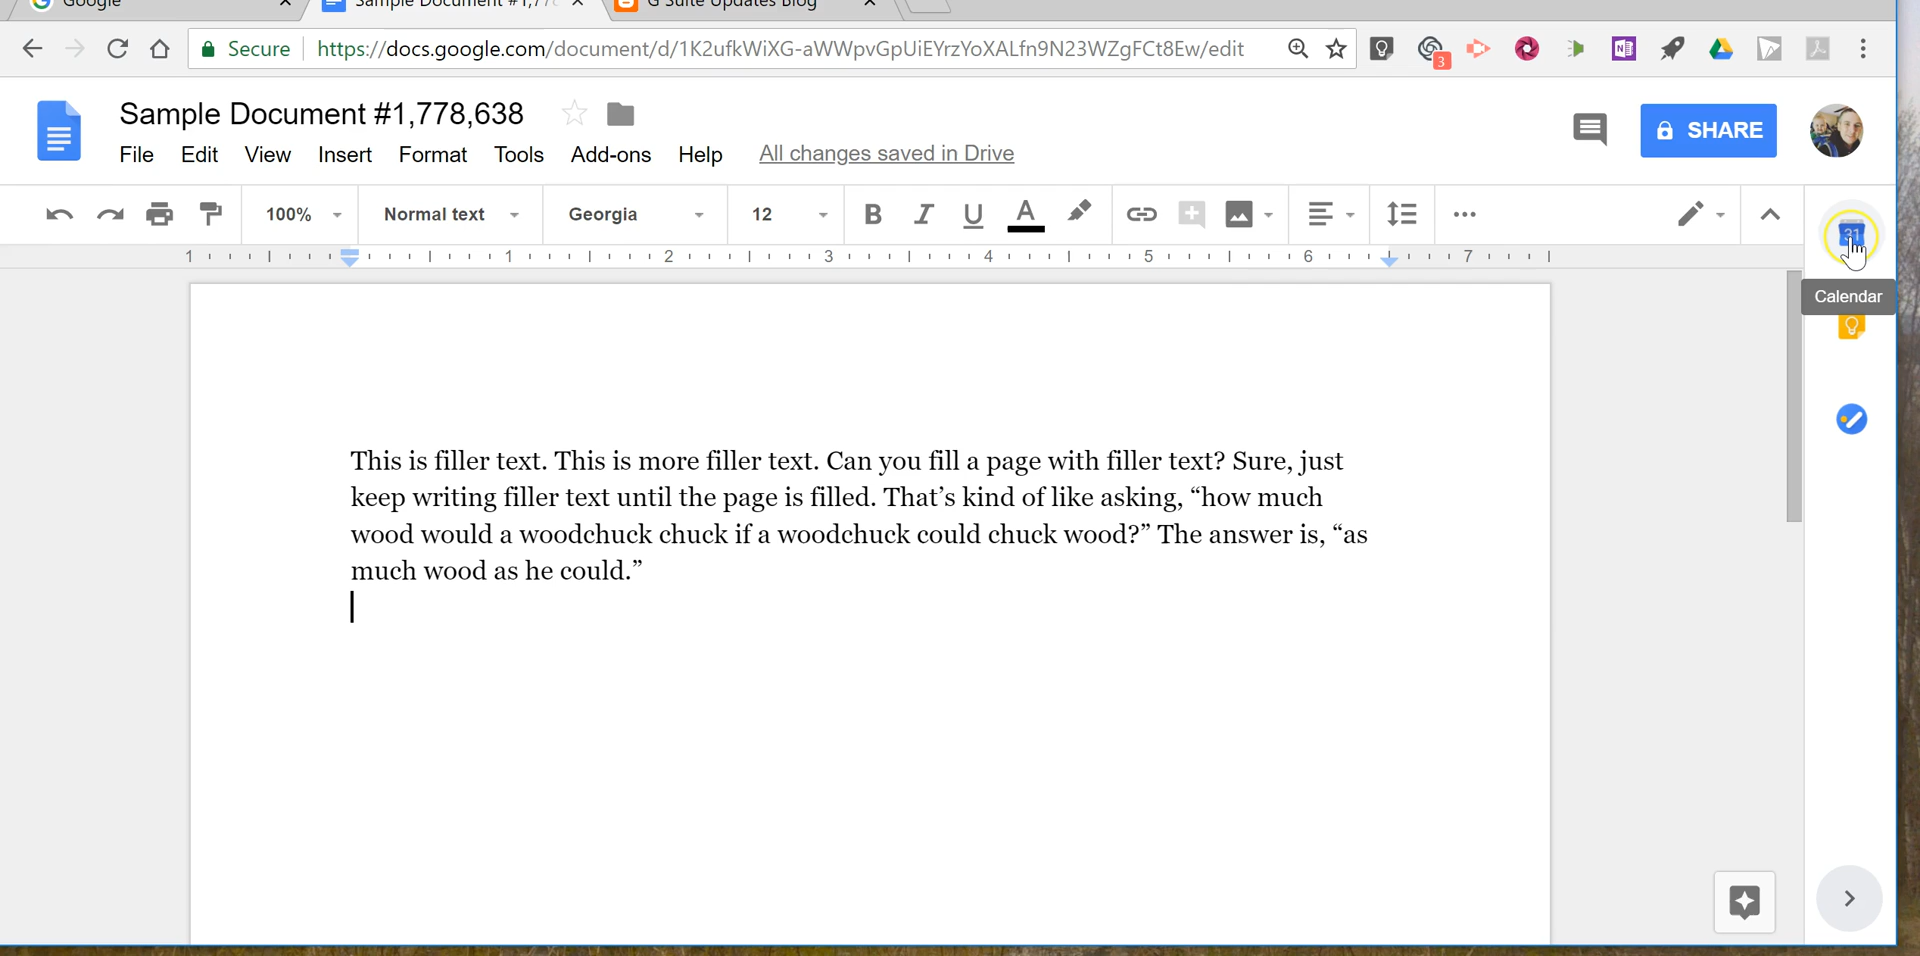 Google
Sample Document #1,77
G Suite Updates Blog
Secure
https://docs.google.com/document/d/1K2ufkWiXG-aWWpvGpUiEYrzYoXALfn9N23WZgFCt8Ew/edit
3
Sample Document #1,778,638
SHARE
File Edit View Insert Format Tools Add-ons Help All changes saved in Drive
100% Normal text Georgia 12 B I U A
31
1 1 2 3 4 5 6 7
Calendar
This is filler text. This is more filler text. Can you fill a page with filler text? Sure, just
keep writing filler text until the page is filled. That’s kind of like asking, “how much
wood would a woodchuck chuck if a woodchuck could chuck wood?” The answer is, “as
much wood as he could.”